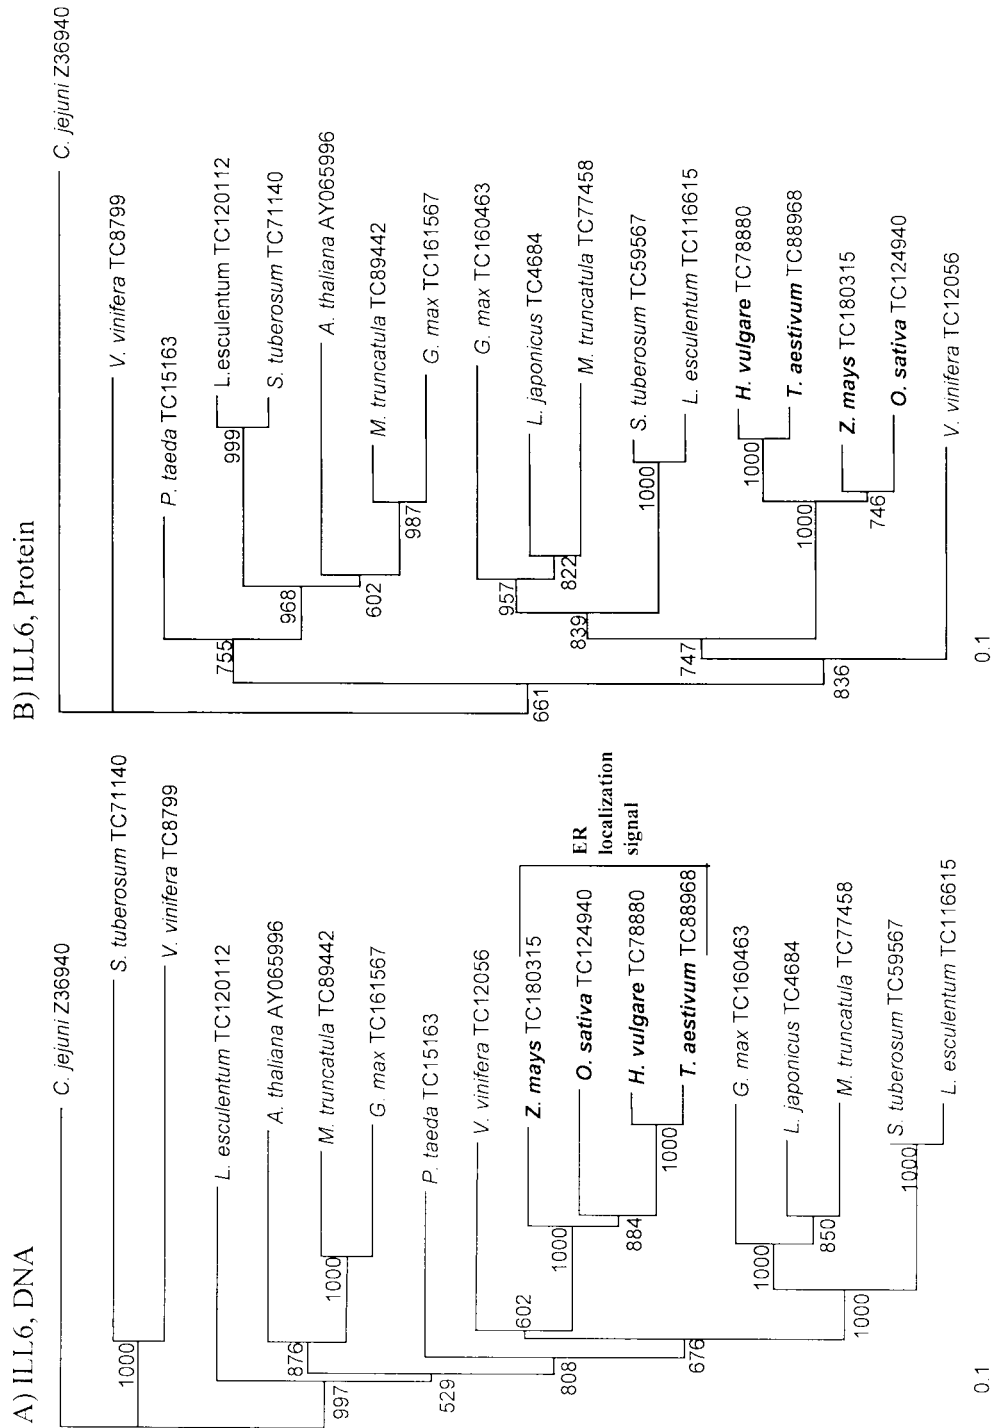 A) ILL6, DNA
C. jejuni Z36940
S. tuberosum TC71140
V. vinifera TC8799
1000
L. esculentum TC120112
A. thaliana AY065996
M. truncatula TC89442
G. max TC161567
1000
876
997
529
P. taeda TC15163
808
V. vinifera TC12056
602
Z. mays TC180315
O. sativa TC124940
H. vulgare TC78880
T. aestivum TC88968
1000
884
1000
ER
localization
signal
676
G. max TC160463
L. japonicus TC4684
M. truncatula TC77458
1000
850
S. tuberosum TC59567
L. esculentum TC116615
1000
1000
0.1
B) ILL6, Protein
C. jejuni Z36940
V. vinifera TC8799
P. taeda TC15163
755
L.esculentum TC120112
S. tuberosum TC71140
999
968
A. thaliana AY065996
M. truncatula TC89442
G. max TC161567
602
987
661
G. max TC160463
L. japonicus TC4684
M. truncatula TC77458
957
822
839
S. tuberosum TC59567
L. esculentum TC116615
1000
747
H. vulgare TC78880
T. aestivum TC88968
1000
1000
Z. mays TC180315
O. sativa TC124940
746
836
V. vinifera TC12056
0.1